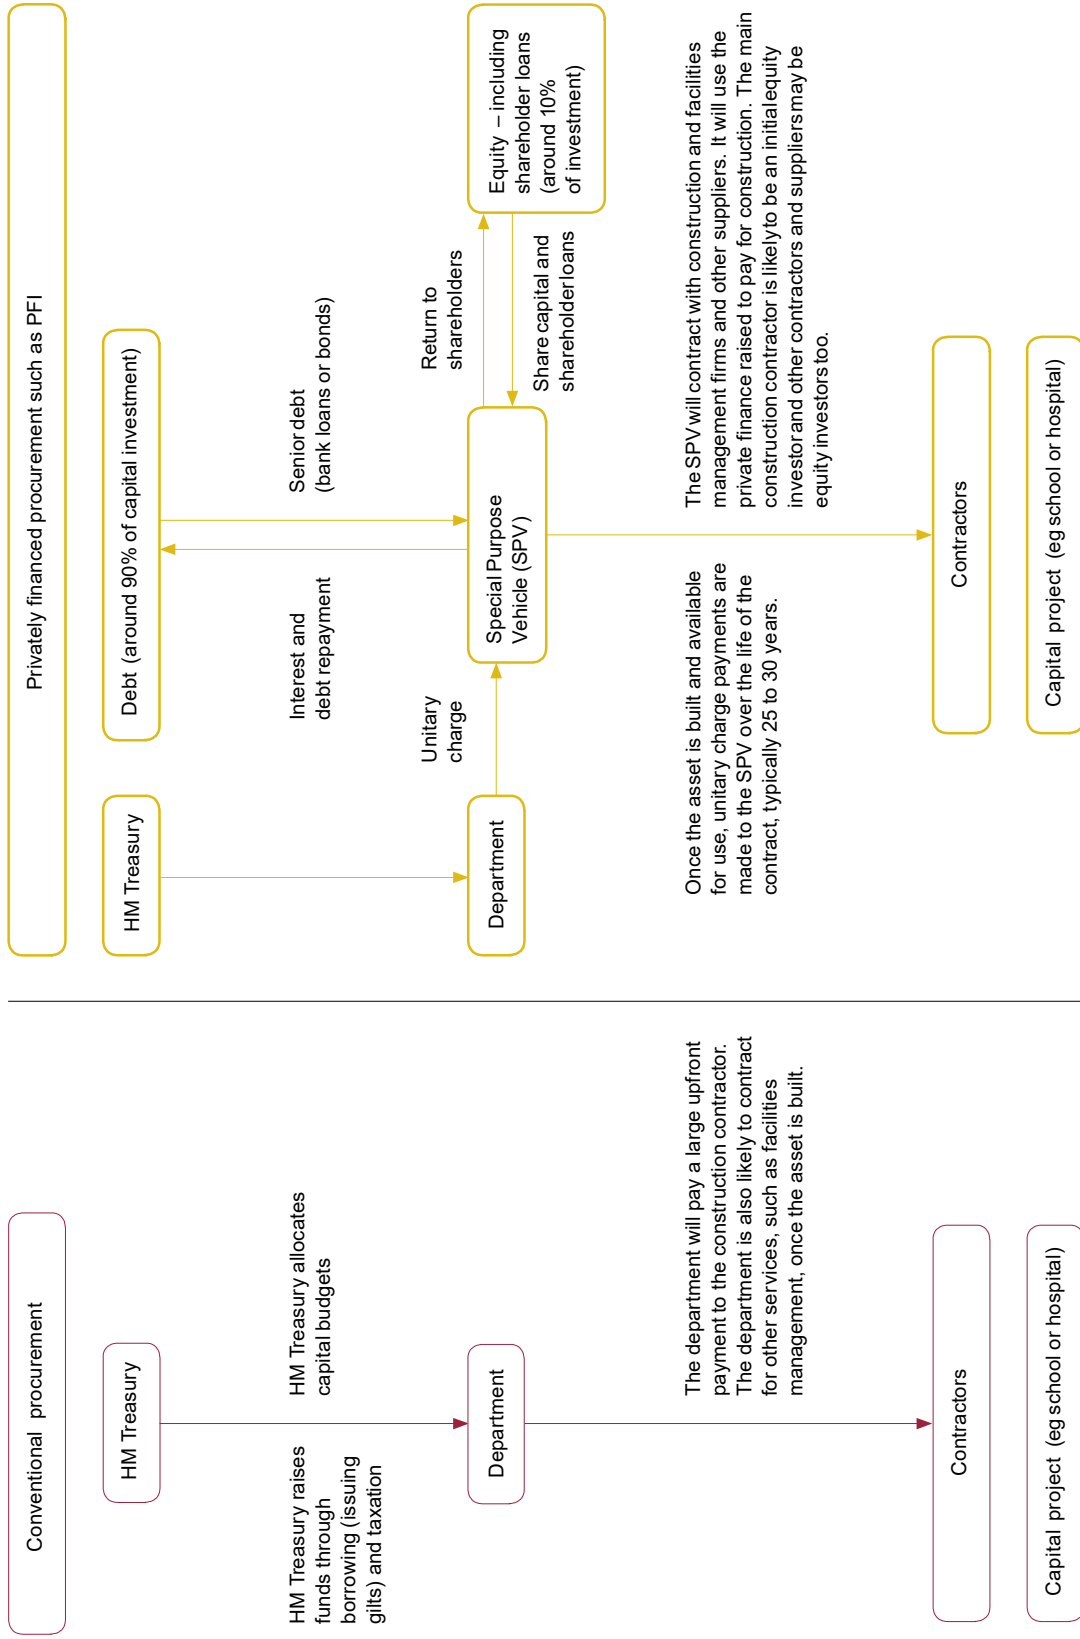 Conventional procurement
HM Treasury
HM Treasury raises
funds through
borrowing (issuing
gilts) and taxation
HM Treasury allocates
capital budgets
Department
The department will pay a large upfront
payment to the construction contractor.
The department is also likely to contract
for other services, such as facilities
management, once the asset is built.
Contractors
Capital project (eg school or hospital)
Privately financed procurement such as PFI
HM Treasury
Debt (around 90% of capital investment)
Interest and
debt repayment
Senior debt
(bank loans or bonds)
Unitary
charge
Return to
shareholders
Department
Special Purpose
Vehicle (SPV)
Share capital and
shareholder loans
Equity – including
shareholder loans
(around 10%
of investment)
Once the asset is built and available
for use, unitary charge payments are
made to the SPV over the life of the
contract, typically 25 to 30 years.
The SPV will contract with construction and facilities
management firms and other suppliers. It will use the
private finance raised to pay for construction. The main
construction contractor is likely to be an initial equity
investor and other contractors and suppliers may be
equity investors too.
Contractors
Capital project (eg school or hospital)